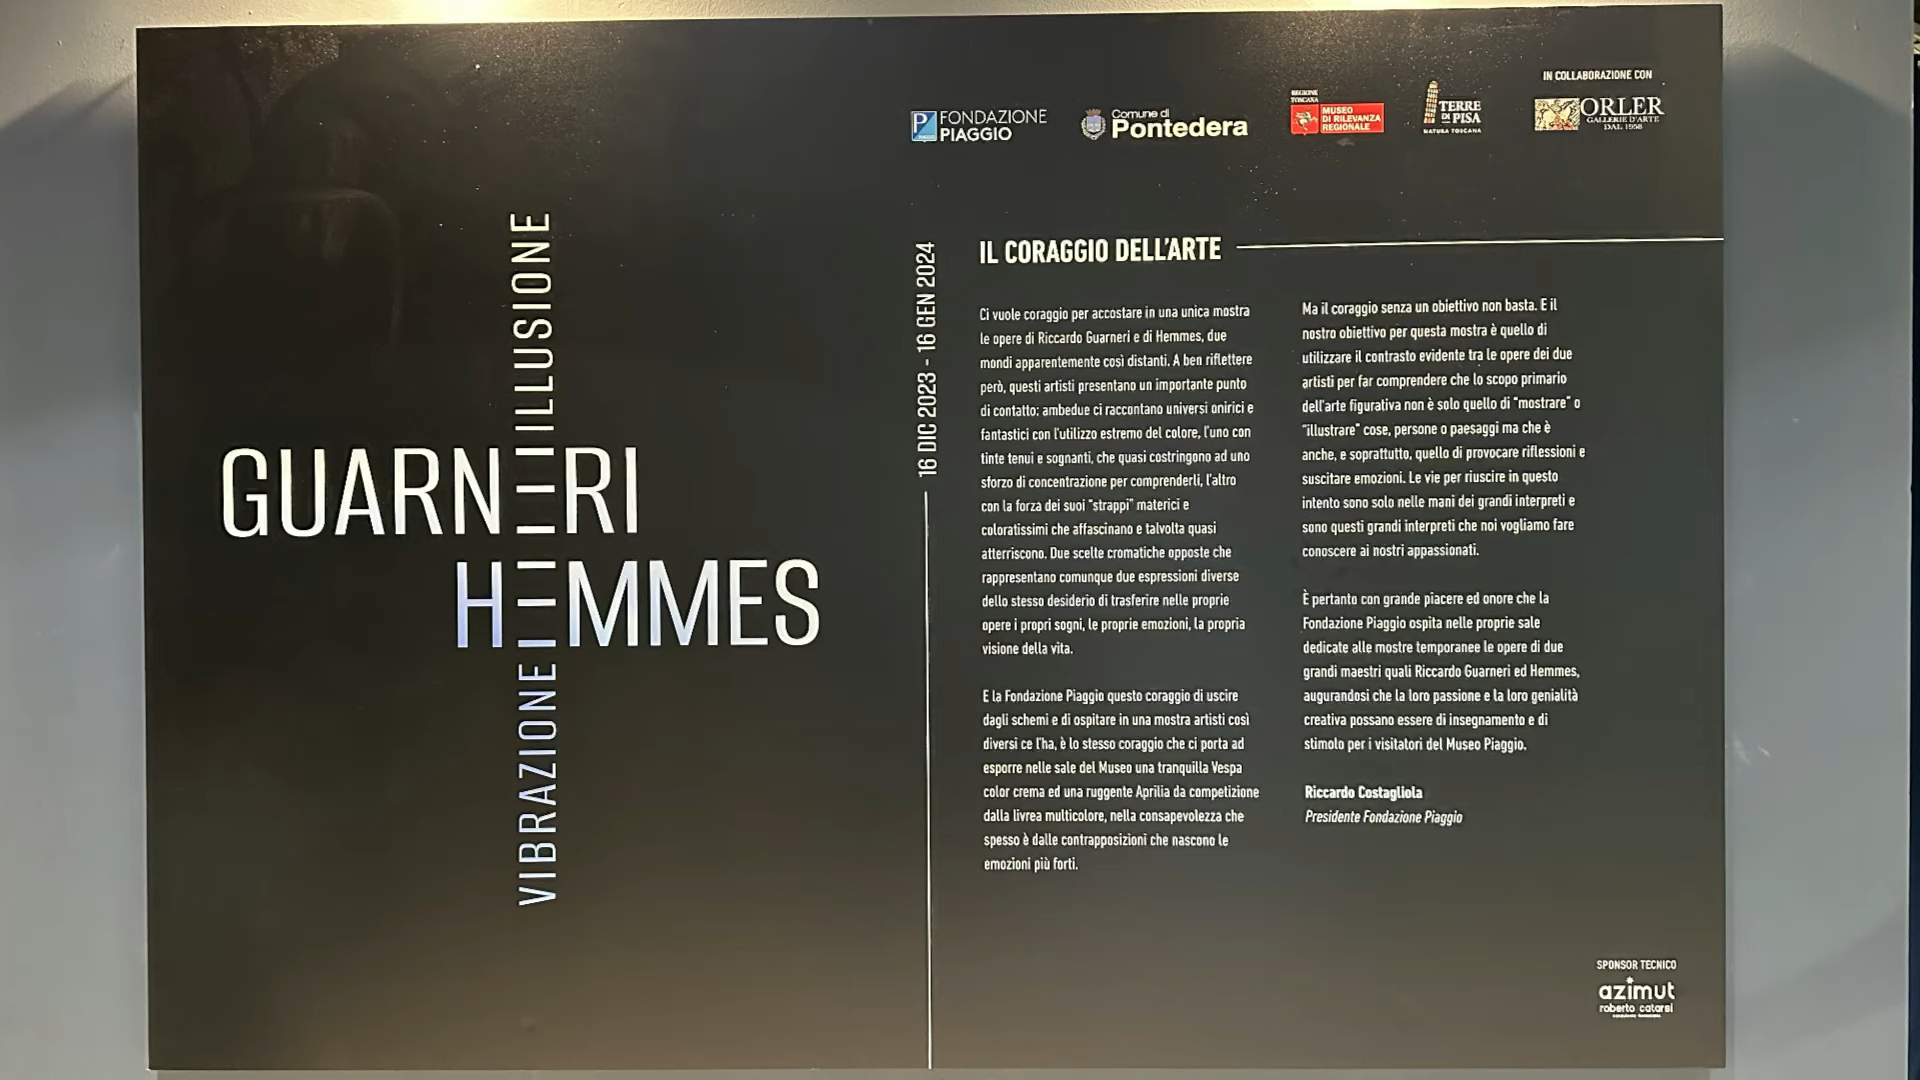 FONDAZIONE
PIAGGIO
Comune di
Pontedera
REGIONE
TOSCANA
MUSEO
DI RILEVANZA
REGIONALE
TERRE
DI PISA
NATURA TOSCANA
IN COLLABORAZIONE CON
ORLER
GALLERIE D'ARTE
DAL 1958
ILLUSIONE
GUARNERI
HEMMES
VIBRAZIONE
16 DIC 2023 - 16 GEN 2024
IL CORAGGIO DELL'ARTE
Ci vuole coraggio per accostare in una unica mostra
le opere di Riccardo Guarneri e di Hemmes, due
mondi apparentemente così distanti. A ben riflettere
però, questi artisti presentano un importante punto
di contatto: ambedue ci raccontano universi onirici e
fantastici con l'utilizzo estremo del colore, l'uno con
tinte tenui e sognanti, che quasi costringono ad uno
sforzo di concentrazione per comprenderli, l'altro
con la forza dei suoi "strappi" materici e
coloratissimi che affascinano e talvolta quasi
atterriscono. Due scelte cromatiche opposte che
rappresentano comunque due espressioni diverse
dello stesso desiderio di trasferire nelle proprie
opere i propri sogni, le proprie emozioni, la propria
visione della vita.
E la Fondazione Piaggio questo coraggio di uscire
dagli schemi e di ospitare in una mostra artisti così
diversi ce l'ha, è lo stesso coraggio che ci porta ad
esporre nelle sale del Museo una tranquilla Vespa
color crema ed una ruggente Aprilia da competizione
dalla livrea multicolore, nella consapevolezza che
spesso è dalle contrapposizioni che nascono le
emozioni più forti.
Ma il coraggio senza un obiettivo non basta. E il
nostro obiettivo per questa mostra è quello di
utilizzare il contrasto evidente tra le opere dei due
artisti per far comprendere che lo scopo primario
dell'arte figurativa non è solo quello di "mostrare" o
"illustrare" cose, persone o paesaggi ma che è
anche, e soprattutto, quello di provocare riflessioni e
suscitare emozioni. Le vie per riuscire in questo
intento sono solo nelle mani dei grandi interpreti e
sono questi grandi interpreti che noi vogliamo fare
conoscere ai nostri appassionati.
È pertanto con grande piacere ed onore che la
Fondazione Piaggio ospita nelle proprie sale
dedicate alle mostre temporanee le opere di due
grandi maestri quali Riccardo Guarneri ed Hemmes,
augurandosi che la loro passione e la loro genialità
creativa possano essere di insegnamento e di
stimolo per i visitatori del Museo Piaggio.
Riccardo Costagliola
Presidente Fondazione Piaggio
SPONSOR TECNICO
azimut
roberto catarsi